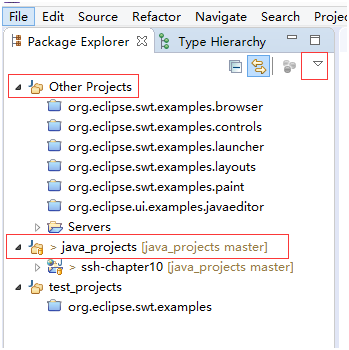 File Edit Source Refactor Navigate Search Projec
Package Explorer Type Hierarchy
Other Projects
org.eclipse.swt.examples.browser
org.eclipse.swt.examples.controls
org.eclipse.swt.examples.launcher
org.eclipse.swt.examples.layouts
org.eclipse.swt.examples.paint
org.eclipse.ui.examples.javaeditor
Servers
> java_projects [java_projects master]
> ssh-chapter10 [java_projects master]
test_projects
org.eclipse.swt.examples